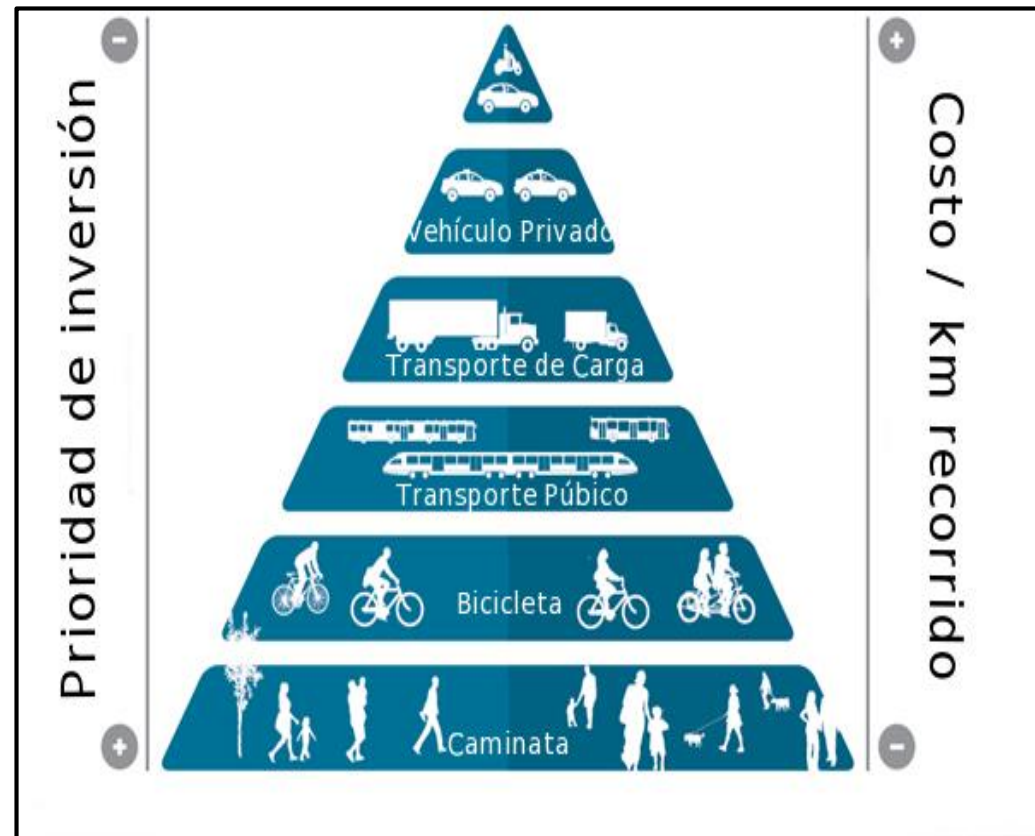 Prioridad de inversión
Vehículo Privado
Transporte de Carga
Transporte Púbico
Bicicleta
Caminata
Costo / km recorrido